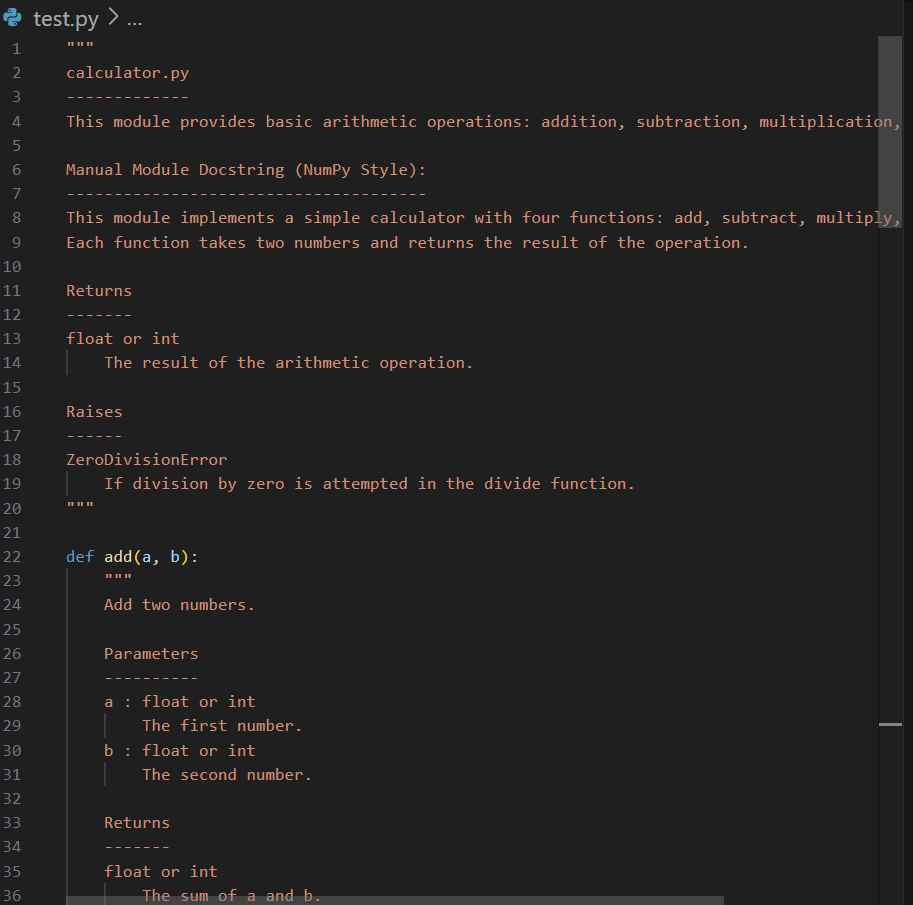 test.py > ...
1 """
2 calculator.py
3 -------------
4 This module provides basic arithmetic operations: addition, subtraction, multiplication,
5
6 Manual Module Docstring (NumPy Style):
7 --------------------------------------
8 This module implements a simple calculator with four functions: add, subtract, multiply,
9 Each function takes two numbers and returns the result of the operation.
10
11 Returns
12 -------
13 float or int
14     The result of the arithmetic operation.
15
16 Raises
17 ------
18 ZeroDivisionError
19     If division by zero is attempted in the divide function.
20 """
21
22 def add(a, b):
23     """
24     Add two numbers.
25
26     Parameters
27     ----------
28     a : float or int
29         The first number.
30     b : float or int
31         The second number.
32
33     Returns
34     -------
35     float or int
36         The sum of a and b.